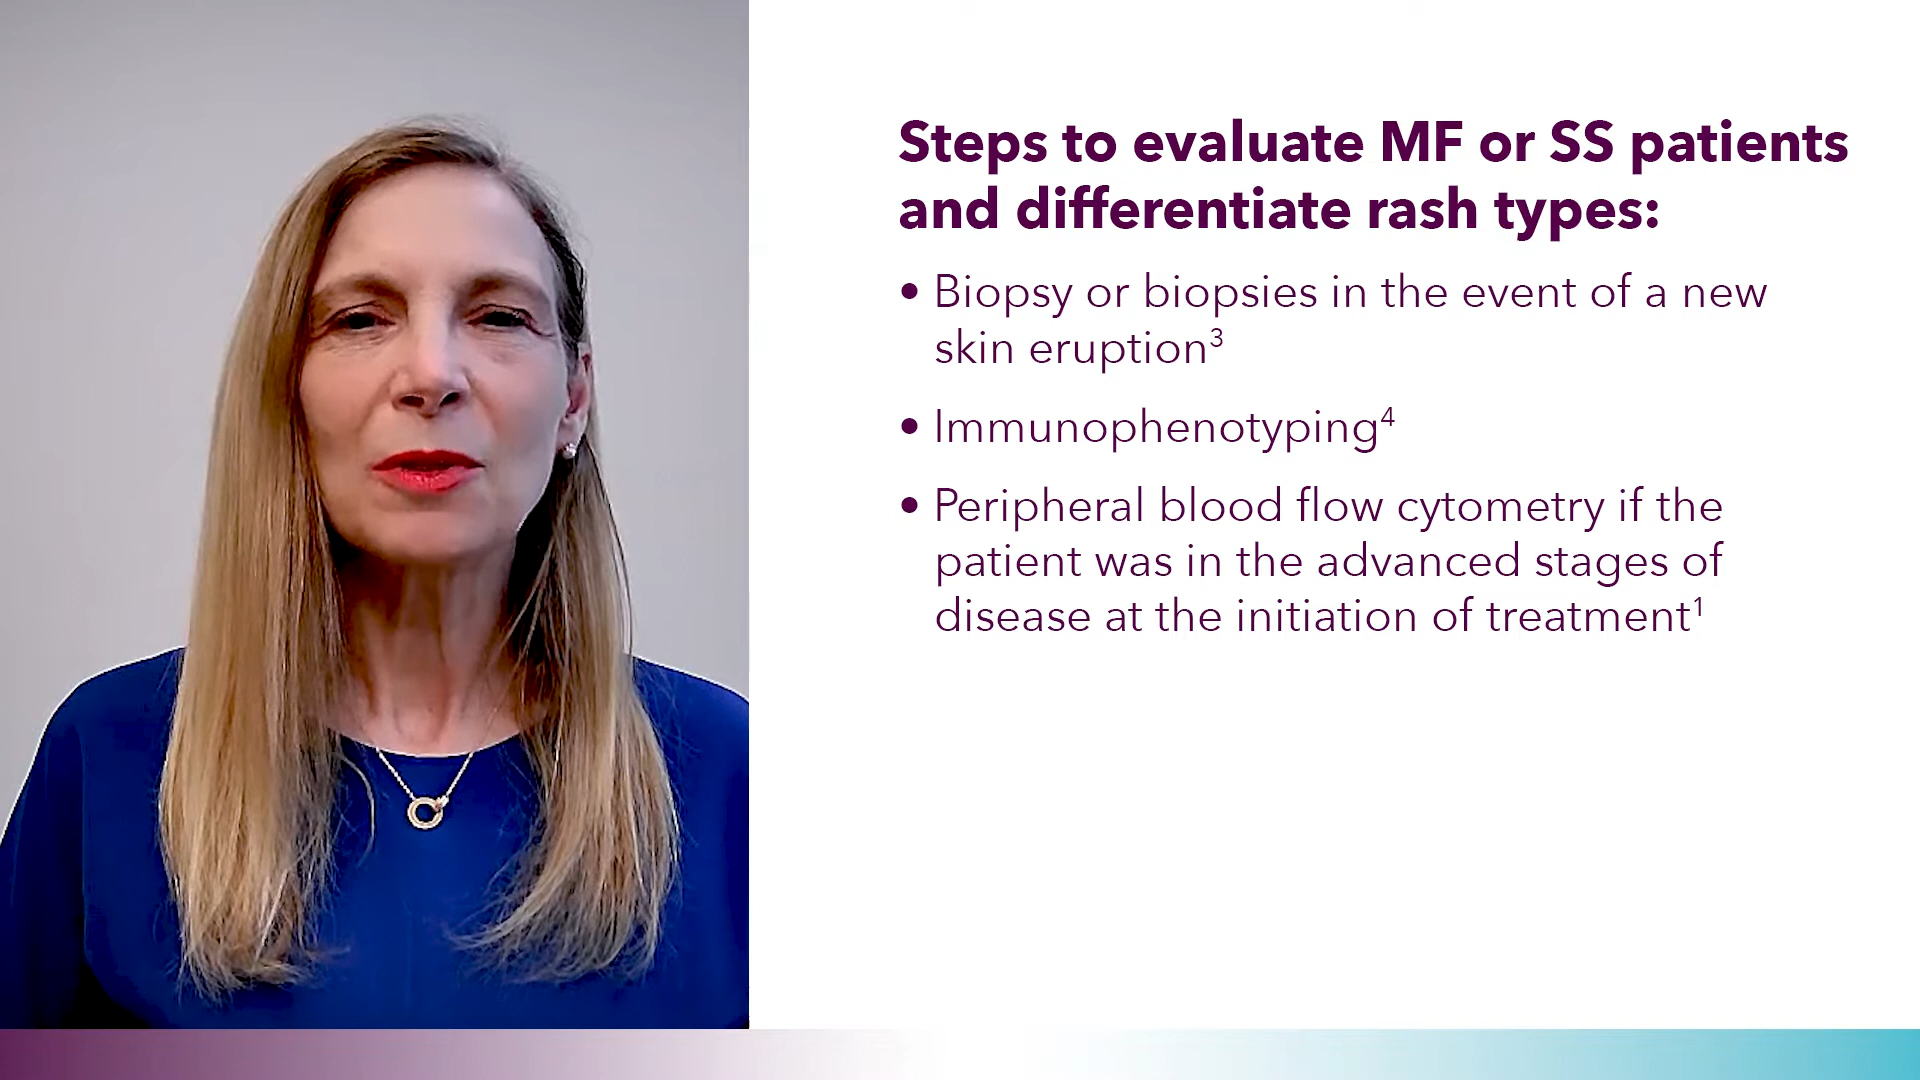 Steps to evaluate MF or SS patients
and differentiate rash types:
• Biopsy or biopsies in the event of a new
skin eruption³
• Immunophenotyping⁴
• Peripheral blood flow cytometry if the
patient was in the advanced stages of
disease at the initiation of treatment¹